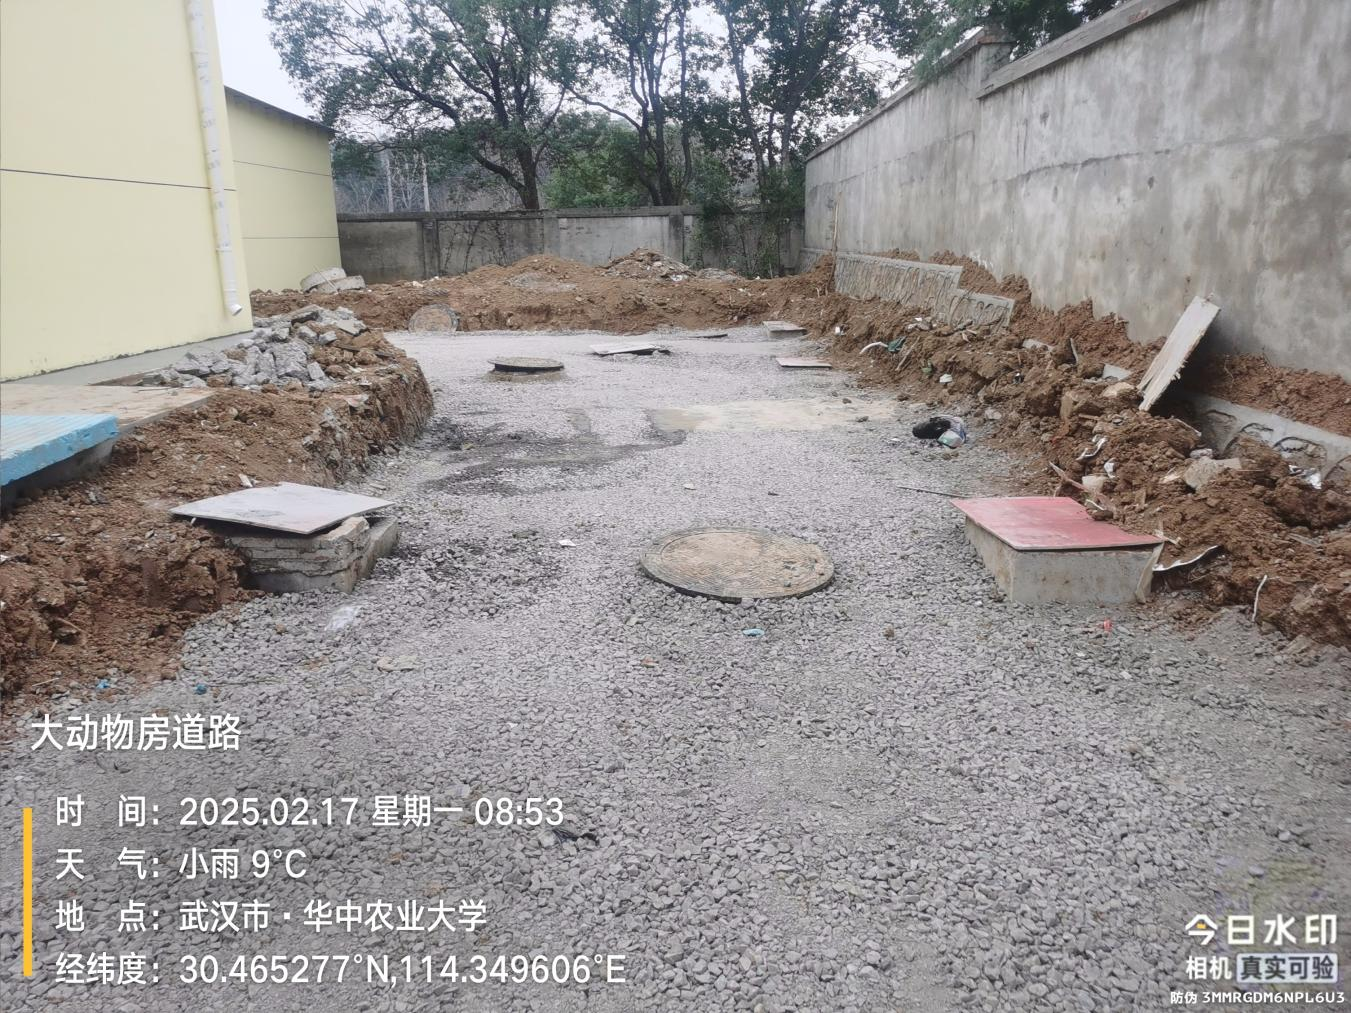 大动物房道路
时 间：2025.02.17 星期一 08:53
天 气：小雨 9°C
地 点：武汉市·华中农业大学
经纬度：30.465277°N,114.349606°E
今日水印
相机 真实可验
防伪 3MMRGDM6NPL6U3